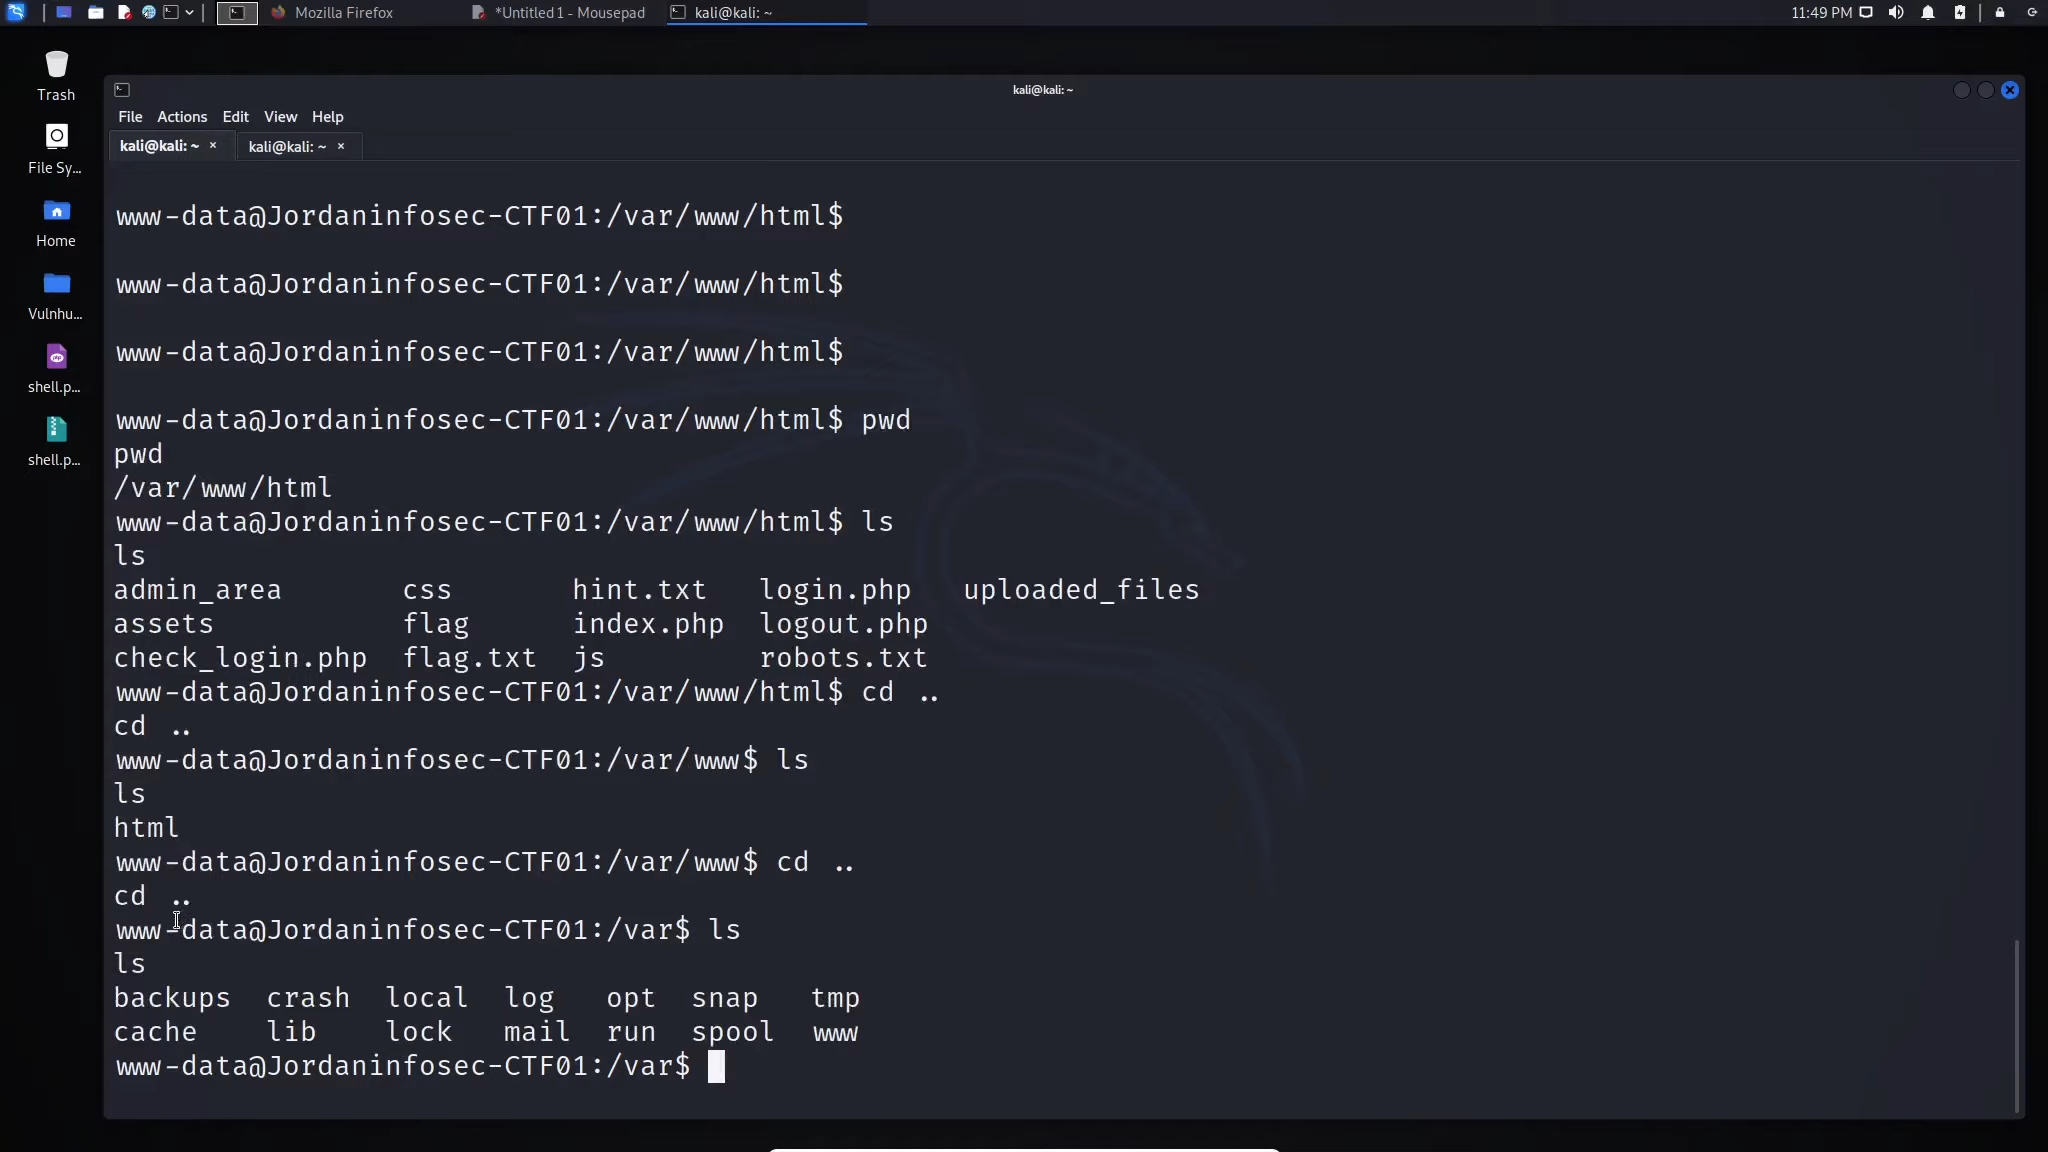 Mozilla Firefox
*Untitled 1 - Mousepad
kali@kali: ~
11:49 PM
Trash
File Sy...
Home
Vulnhu...
shell.p...
shell.p...
kali@kali: ~
File Actions Edit View Help
kali@kali: ~ ×
kali@kali: ~ ×
www-data@Jordaninfosec-CTF01:/var/www/html$
www-data@Jordaninfosec-CTF01:/var/www/html$
www-data@Jordaninfosec-CTF01:/var/www/html$
www-data@Jordaninfosec-CTF01:/var/www/html$ pwd
pwd
/var/www/html
www-data@Jordaninfosec-CTF01:/var/www/html$ ls
ls
admin_area css hint.txt login.php uploaded_files
assets flag index.php logout.php
check_login.php flag.txt js robots.txt
www-data@Jordaninfosec-CTF01:/var/www/html$ cd ..
cd ..
www-data@Jordaninfosec-CTF01:/var/www$ ls
ls
html
www-data@Jordaninfosec-CTF01:/var/www$ cd ..
cd ..
www-data@Jordaninfosec-CTF01:/var$ ls
ls
backups crash local log opt snap tmp
cache lib lock mail run spool www
www-data@Jordaninfosec-CTF01:/var$